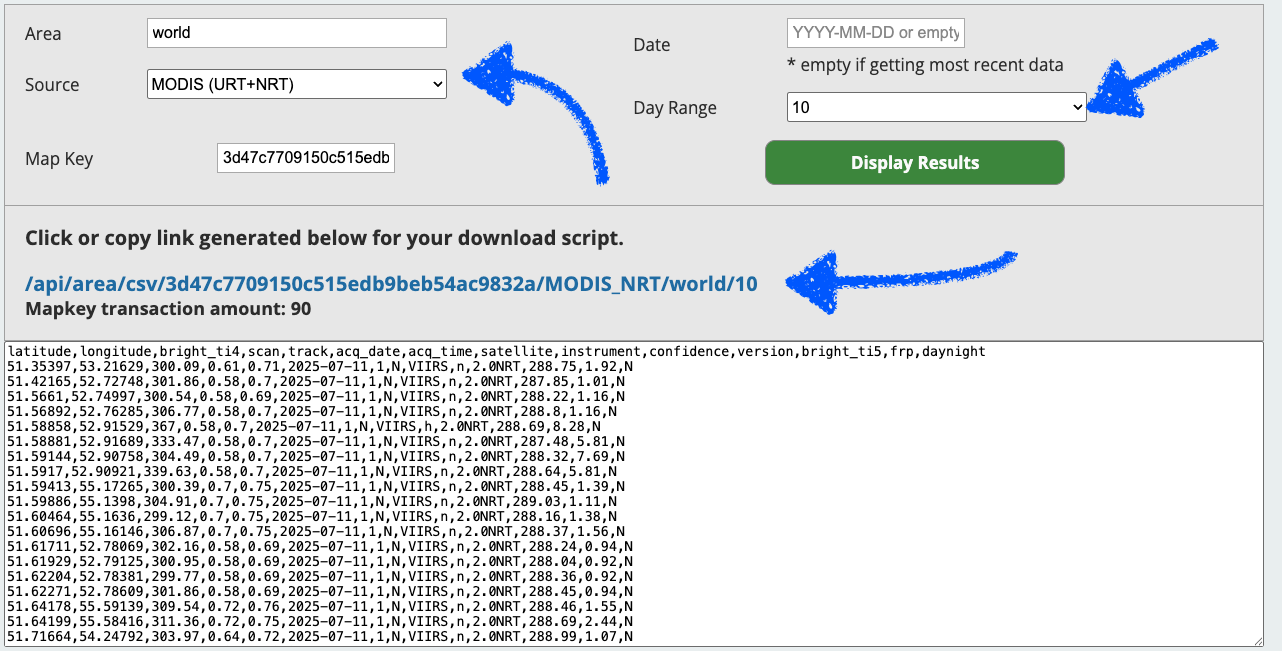 Area
world
Date
YYYY-MM-DD or empty
* empty if getting most recent data
Source
MODIS (URT+NRT)
Day Range
10
Map Key
3d47c7709150c515edb
Display Results
Click or copy link generated below for your download script.
/api/area/csv/3d47c7709150c515edb9beb54ac9832a/MODIS_NRT/world/10
Mapkey transaction amount: 90
latitude,longitude,bright_ti4,scan,track,acq_date,acq_time,satellite,instrument,confidence,version,bright_ti5,frp,daynight
51.35397,53.21629,300.09,0.61,0.71,2025-07-11,1,N,VIIRS,n,2.0NRT,288.75,1.92,N
51.42165,52.72748,301.86,0.58,0.7,2025-07-11,1,N,VIIRS,n,2.0NRT,287.85,1.01,N
51.5661,52.74997,300.54,0.58,0.69,2025-07-11,1,N,VIIRS,n,2.0NRT,288.22,1.16,N
51.56892,52.76285,306.77,0.58,0.7,2025-07-11,1,N,VIIRS,n,2.0NRT,288.8,1.16,N
51.58858,52.91529,367,0.58,0.7,2025-07-11,1,N,VIIRS,h,2.0NRT,288.69,8.28,N
51.58881,52.91689,333.47,0.58,0.7,2025-07-11,1,N,VIIRS,n,2.0NRT,287.48,5.81,N
51.59144,52.90758,304.49,0.58,0.7,2025-07-11,1,N,VIIRS,n,2.0NRT,288.32,7.69,N
51.5917,52.90921,339.63,0.58,0.7,2025-07-11,1,N,VIIRS,n,2.0NRT,288.64,5.81,N
51.59413,55.17265,300.39,0.7,0.75,2025-07-11,1,N,VIIRS,n,2.0NRT,288.45,1.39,N
51.59886,55.1398,304.91,0.7,0.75,2025-07-11,1,N,VIIRS,n,2.0NRT,289.03,1.11,N
51.60464,55.1636,299.12,0.7,0.75,2025-07-11,1,N,VIIRS,n,2.0NRT,288.16,1.38,N
51.60696,55.16146,306.87,0.7,0.75,2025-07-11,1,N,VIIRS,n,2.0NRT,288.37,1.56,N
51.61711,52.78069,302.16,0.58,0.69,2025-07-11,1,N,VIIRS,n,2.0NRT,288.24,0.94,N
51.61929,52.79125,300.95,0.58,0.69,2025-07-11,1,N,VIIRS,n,2.0NRT,288.04,0.92,N
51.62204,52.78381,299.77,0.58,0.69,2025-07-11,1,N,VIIRS,n,2.0NRT,288.36,0.92,N
51.62271,52.78609,301.86,0.58,0.69,2025-07-11,1,N,VIIRS,n,2.0NRT,288.45,0.94,N
51.64178,55.59139,309.54,0.72,0.76,2025-07-11,1,N,VIIRS,n,2.0NRT,288.46,1.55,N
51.64199,55.58416,311.36,0.72,0.75,2025-07-11,1,N,VIIRS,n,2.0NRT,288.69,2.44,N
51.71664,54.24792,303.97,0.64,0.72,2025-07-11,1,N,VIIRS,n,2.0NRT,288.99,1.07,N